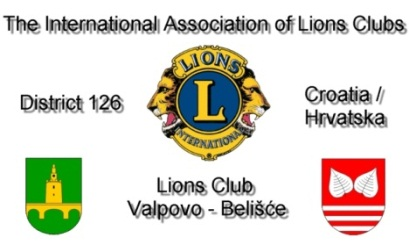 The International Association of Lions Clubs
LIONS
L
INTERNATIONAL
District 126
Croatia /
Hrvatska
Lions Club
Valpovo - Belišće